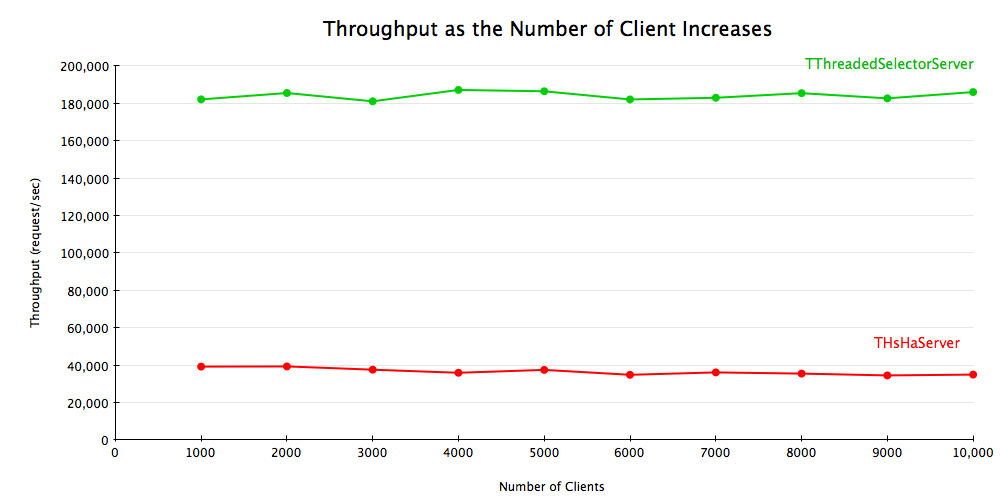 Throughput as the Number of Client Increases
TThreadedSelectorServer
200,000
180,000
160,000
140,000
120,000
100,000
80,000
60,000
40,000
20,000
0
Throughput (request/sec)
THsHaServer
0 1000 2000 3000 4000 5000 6000 7000 8000 9000 10,000
Number of Clients